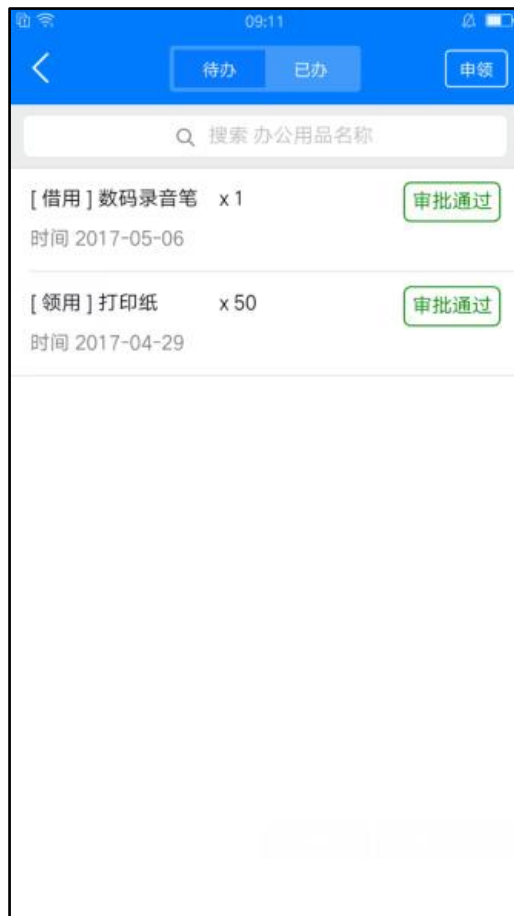 09:11
待办 已办 申领
搜索 办公用品名称
[ 借用 ] 数码录音笔 x 1 审批通过
时间 2017-05-06
[ 领用 ] 打印纸 x 50 审批通过
时间 2017-04-29